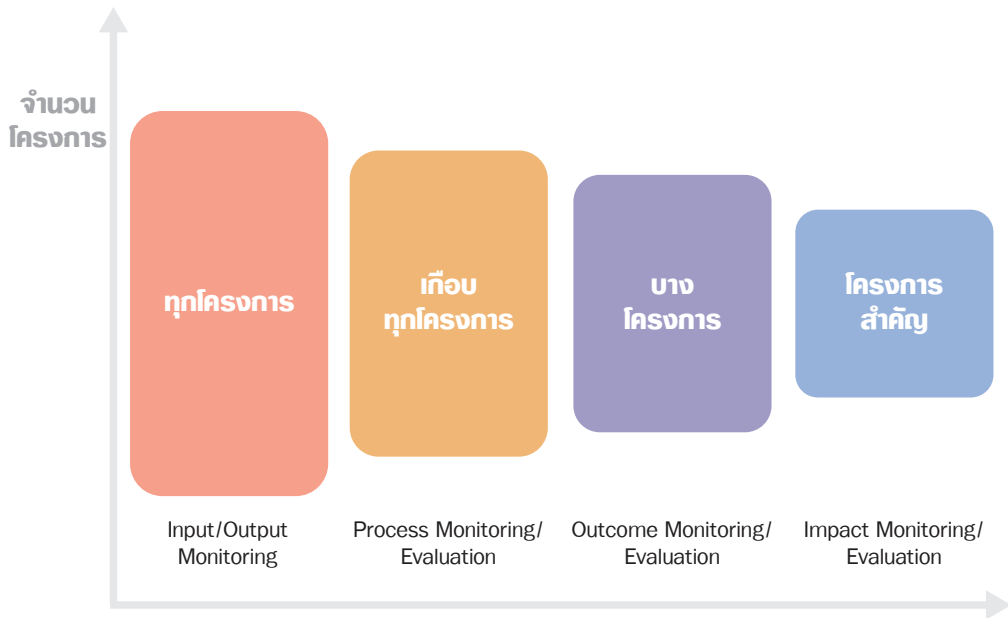 จำนวน
โครงการ
ทุกโครงการ
เกือบ
ทุกโครงการ
บาง
โครงการ
โครงการ
สำคัญ
Input/Output
Monitoring
Process Monitoring/
Evaluation
Outcome Monitoring/
Evaluation
Impact Monitoring/
Evaluation